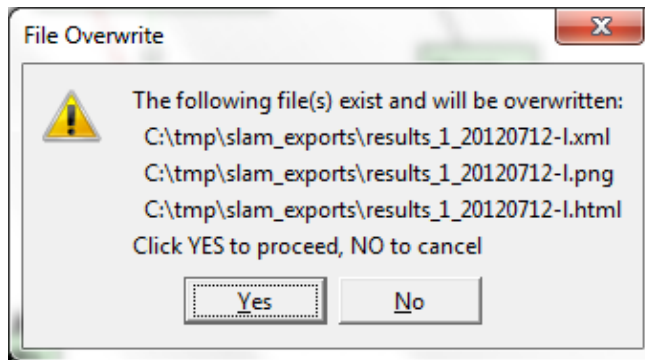 File Overwrite
The following file(s) exist and will be overwritten:
C:\tmp\slam_exports\results_1_20120712-I.xml
C:\tmp\slam_exports\results_1_20120712-I.png
C:\tmp\slam_exports\results_1_20120712-I.html
Click YES to proceed, NO to cancel
Yes No